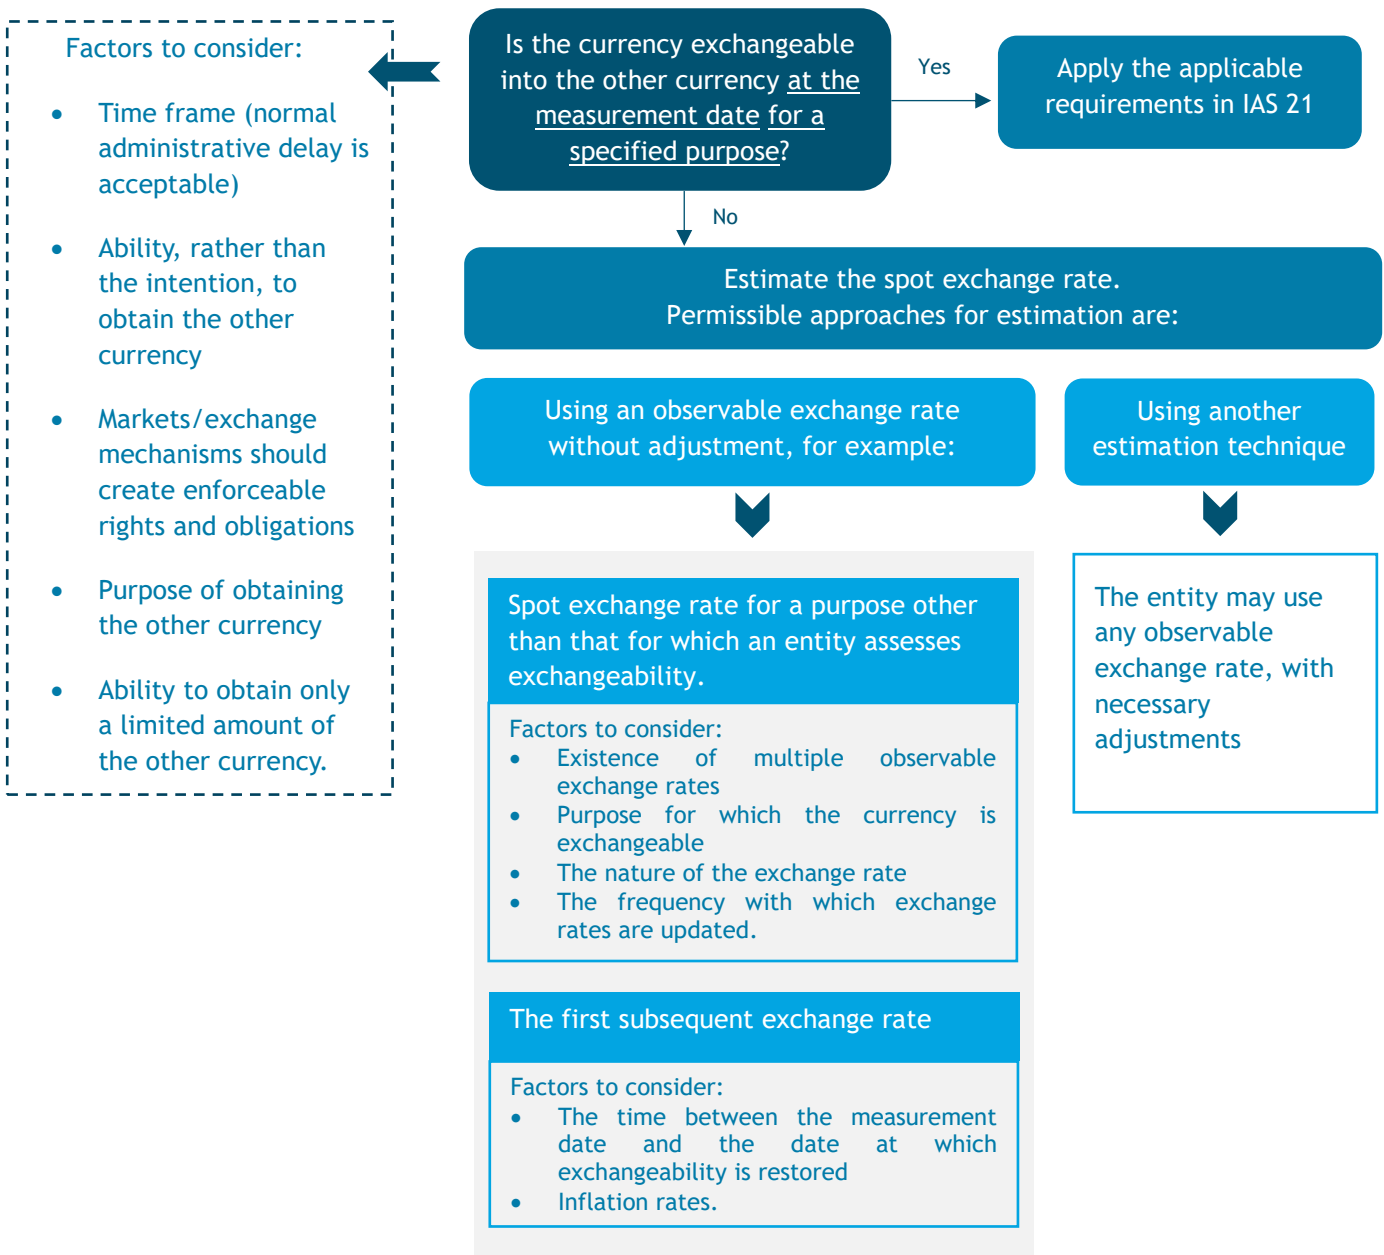 Factors to consider:
• Time frame (normal
administrative delay is
acceptable)
• Ability, rather than
the intention, to
obtain the other
currency
• Markets/exchange
mechanisms should
create enforceable
rights and obligations
• Purpose of obtaining
the other currency
• Ability to obtain only
a limited amount of
the other currency.
Is the currency exchangeable
into the other currency at the
measurement date for a
specified purpose?
Yes
Apply the applicable
requirements in IAS 21
No
Estimate the spot exchange rate.
Permissible approaches for estimation are:
Using an observable exchange rate
without adjustment, for example:
Using another
estimation technique
Spot exchange rate for a purpose other
than that for which an entity assesses
exchangeability.
Factors to consider:
• Existence of multiple observable
exchange rates
• Purpose for which the currency is
exchangeable
• The nature of the exchange rate
• The frequency with which exchange
rates are updated.
The first subsequent exchange rate
Factors to consider:
• The time between the measurement
date and the date at which
exchangeability is restored
• Inflation rates.
The entity may use
any observable
exchange rate, with
necessary
adjustments